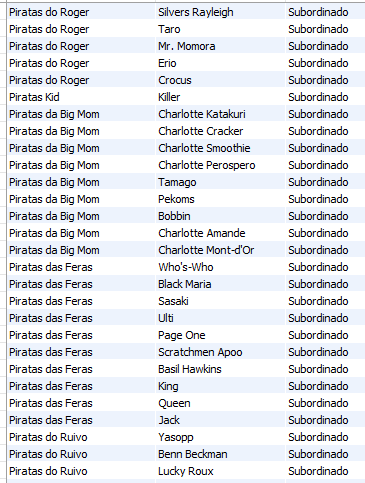 Piratas do Roger Silvers Rayleigh Subordinado
Piratas do Roger Taro Subordinado
Piratas do Roger Mr. Momora Subordinado
Piratas do Roger Erio Subordinado
Piratas do Roger Crocus Subordinado
Piratas Kid Killer Subordinado
Piratas da Big Mom Charlotte Katakuri Subordinado
Piratas da Big Mom Charlotte Cracker Subordinado
Piratas da Big Mom Charlotte Smoothie Subordinado
Piratas da Big Mom Charlotte Perospero Subordinado
Piratas da Big Mom Tamago Subordinado
Piratas da Big Mom Pekoms Subordinado
Piratas da Big Mom Bobbin Subordinado
Piratas da Big Mom Charlotte Amande Subordinado
Piratas da Big Mom Charlotte Mont-d'Or Subordinado
Piratas das Feras Who's-Who Subordinado
Piratas das Feras Black Maria Subordinado
Piratas das Feras Sasaki Subordinado
Piratas das Feras Ulti Subordinado
Piratas das Feras Page One Subordinado
Piratas das Feras Scratchmen Apoo Subordinado
Piratas das Feras Basil Hawkins Subordinado
Piratas das Feras King Subordinado
Piratas das Feras Queen Subordinado
Piratas das Feras Jack Subordinado
Piratas do Ruivo Yasopp Subordinado
Piratas do Ruivo Benn Beckman Subordinado
Piratas do Ruivo Lucky Roux Subordinado